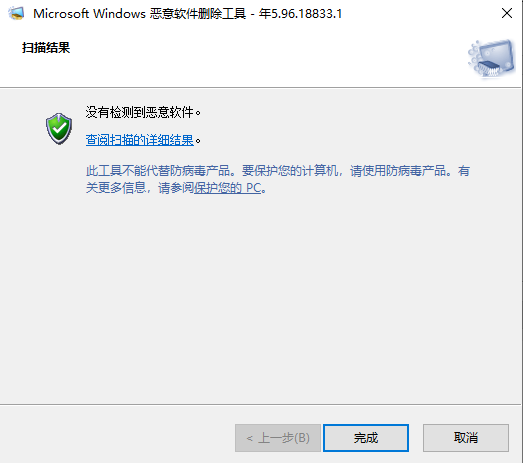 Microsoft Windows 恶意软件删除工具 - 年5.96.18833.1
扫描结果
没有检测到恶意软件。
查阅扫描的详细结果。
此工具不能代替防病毒产品。要保护您的计算机，请使用防病毒产品。有
关更多信息，请参阅保护您的 PC。
< 上一步(B)
完成
取消